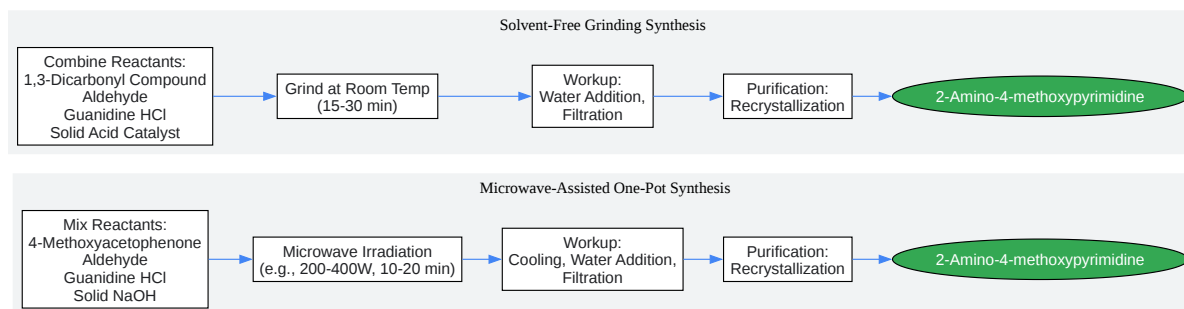 Solvent-Free Grinding Synthesis
Combine Reactants:
1,3-Dicarbonyl Compound
Aldehyde
Guanidine HCl
Solid Acid Catalyst
Grind at Room Temp
(15-30 min)
Workup:
Water Addition,
Filtration
Purification:
Recrystallization
2-Amino-4-methoxypyrimidine
Microwave-Assisted One-Pot Synthesis
Mix Reactants:
4-Methoxyacetophenone
Aldehyde
Guanidine HCl
Solid NaOH
Microwave Irradiation
(e.g., 200-400W, 10-20 min)
Workup:
Cooling, Water Addition,
Filtration
Purification:
Recrystallization
2-Amino-4-methoxypyrimidine